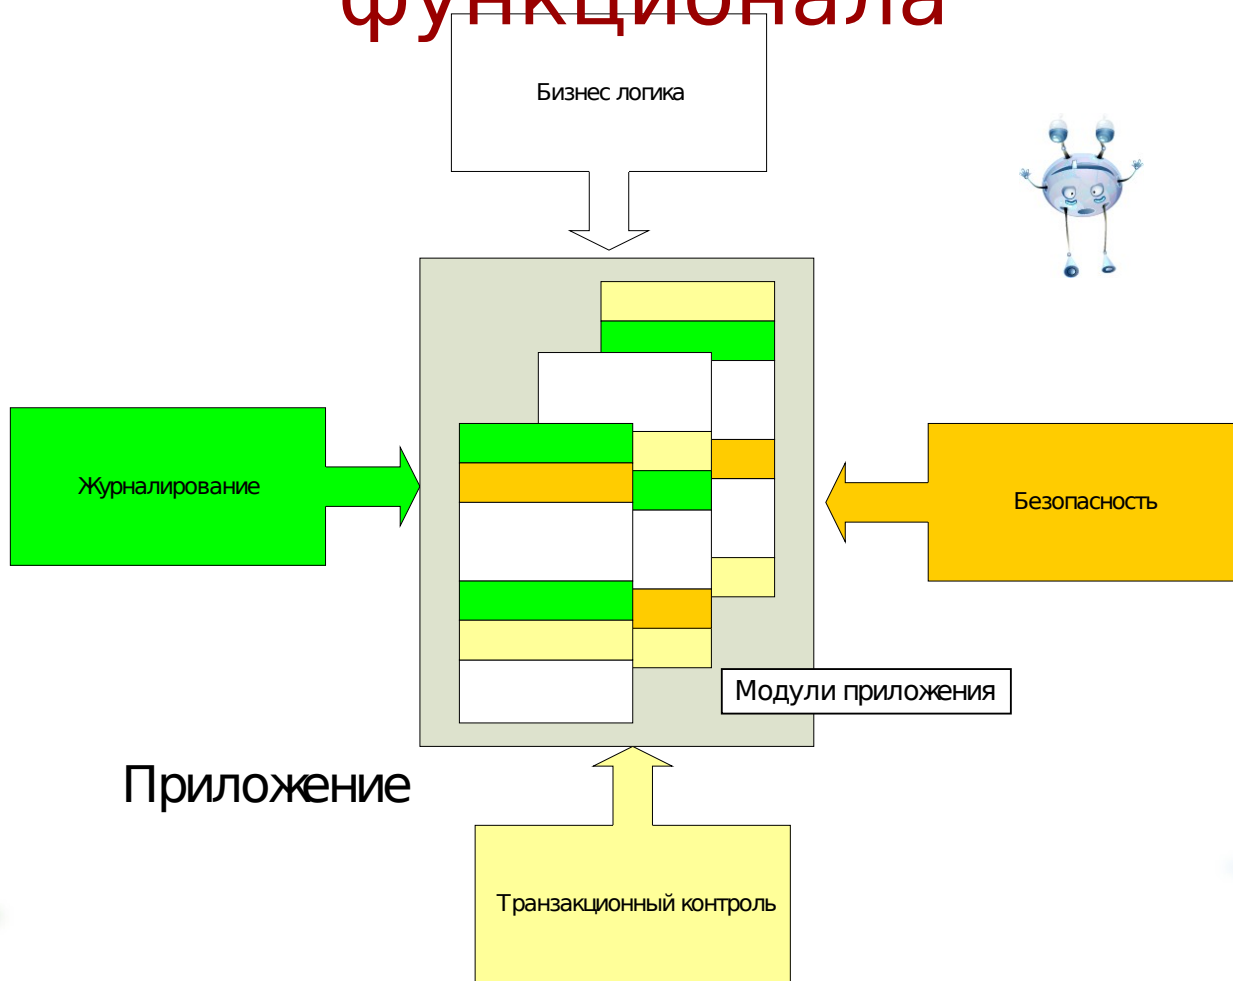 функционала
Бизнес логика
Журналирование
Безопасность
Модули приложения
Приложение
Транзакционный контроль